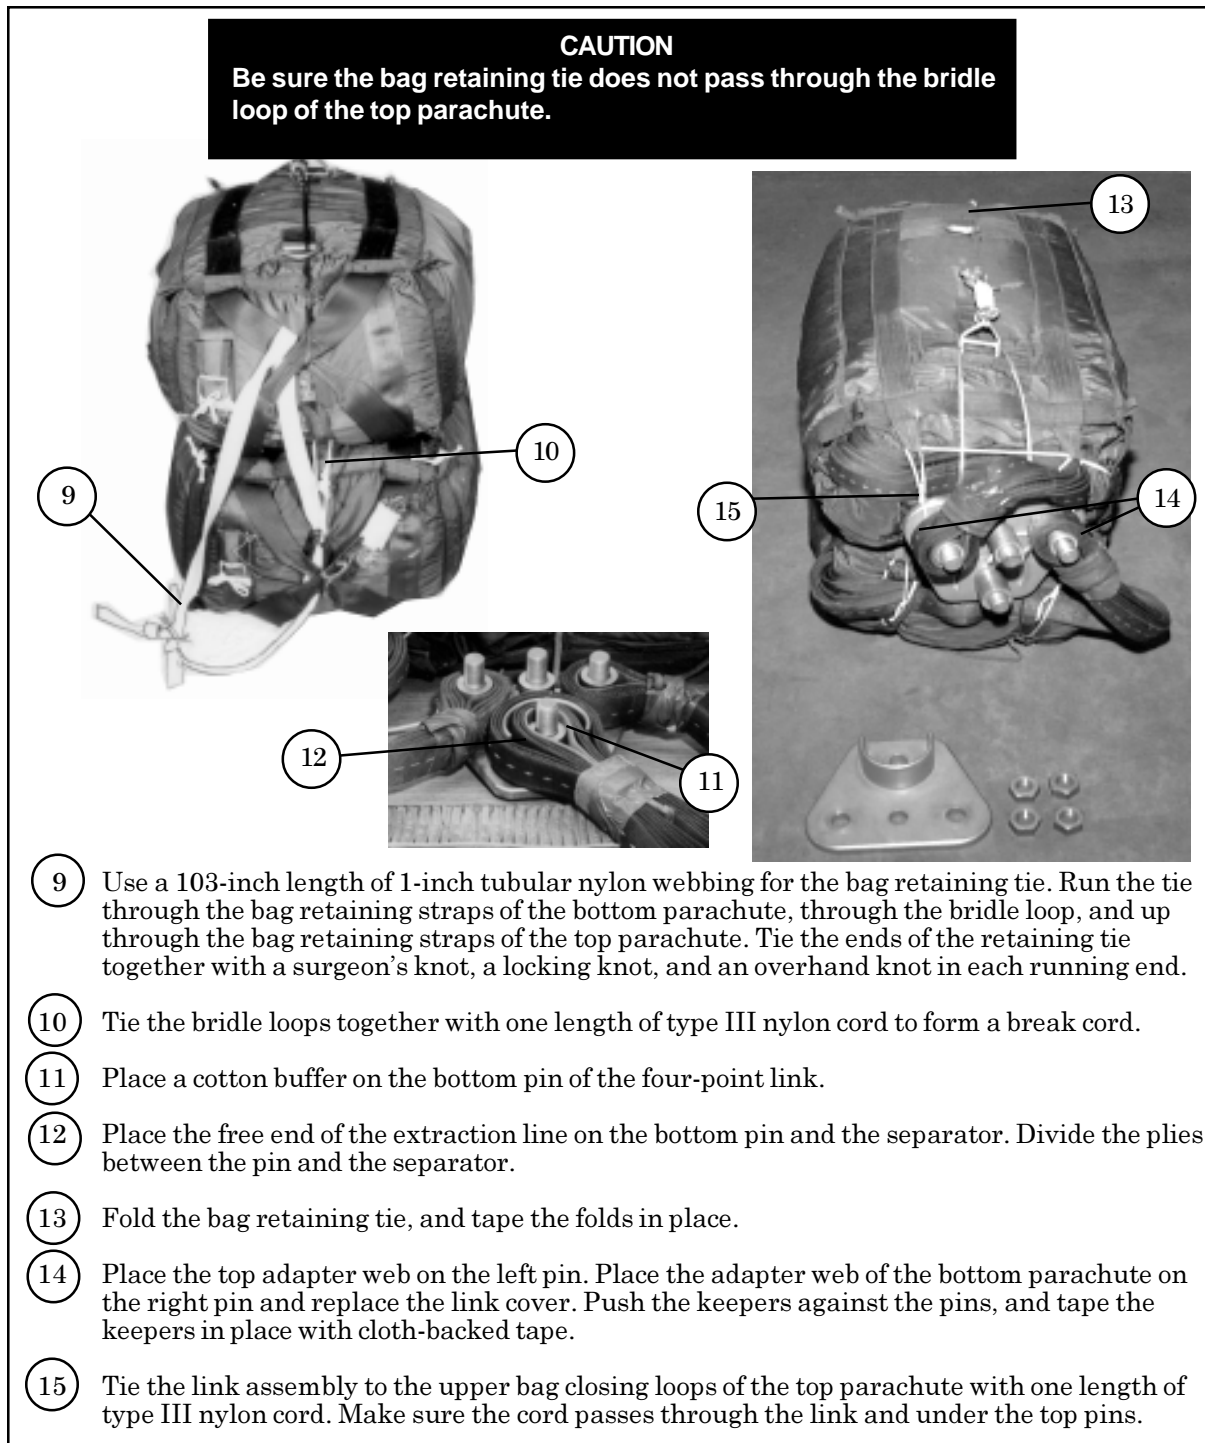 CAUTION
Be sure the bag retaining tie does not pass through the bridle
loop of the top parachute.
13
10
9
15
14
12
11
9 Use a 103-inch length of 1-inch tubular nylon webbing for the bag retaining tie. Run the tie
through the bag retaining straps of the bottom parachute, through the bridle loop, and up
through the bag retaining straps of the top parachute. Tie the ends of the retaining tie
together with a surgeon's knot, a locking knot, and an overhand knot in each running end.
10 Tie the bridle loops together with one length of type III nylon cord to form a break cord.
11 Place a cotton buffer on the bottom pin of the four-point link.
12 Place the free end of the extraction line on the bottom pin and the separator. Divide the plies
between the pin and the separator.
13 Fold the bag retaining tie, and tape the folds in place.
14 Place the top adapter web on the left pin. Place the adapter web of the bottom parachute on
the right pin and replace the link cover. Push the keepers against the pins, and tape the
keepers in place with cloth-backed tape.
15 Tie the link assembly to the upper bag closing loops of the top parachute with one length of
type III nylon cord. Make sure the cord passes through the link and under the top pins.